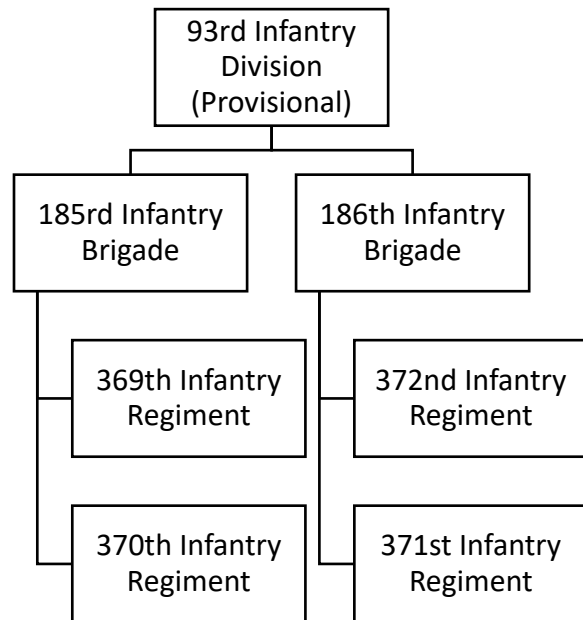 93rd Infantry
Division
(Provisional)
185rd Infantry
Brigade
186th Infantry
Brigade
369th Infantry
Regiment
372nd Infantry
Regiment
370th Infantry
Regiment
371st Infantry
Regiment